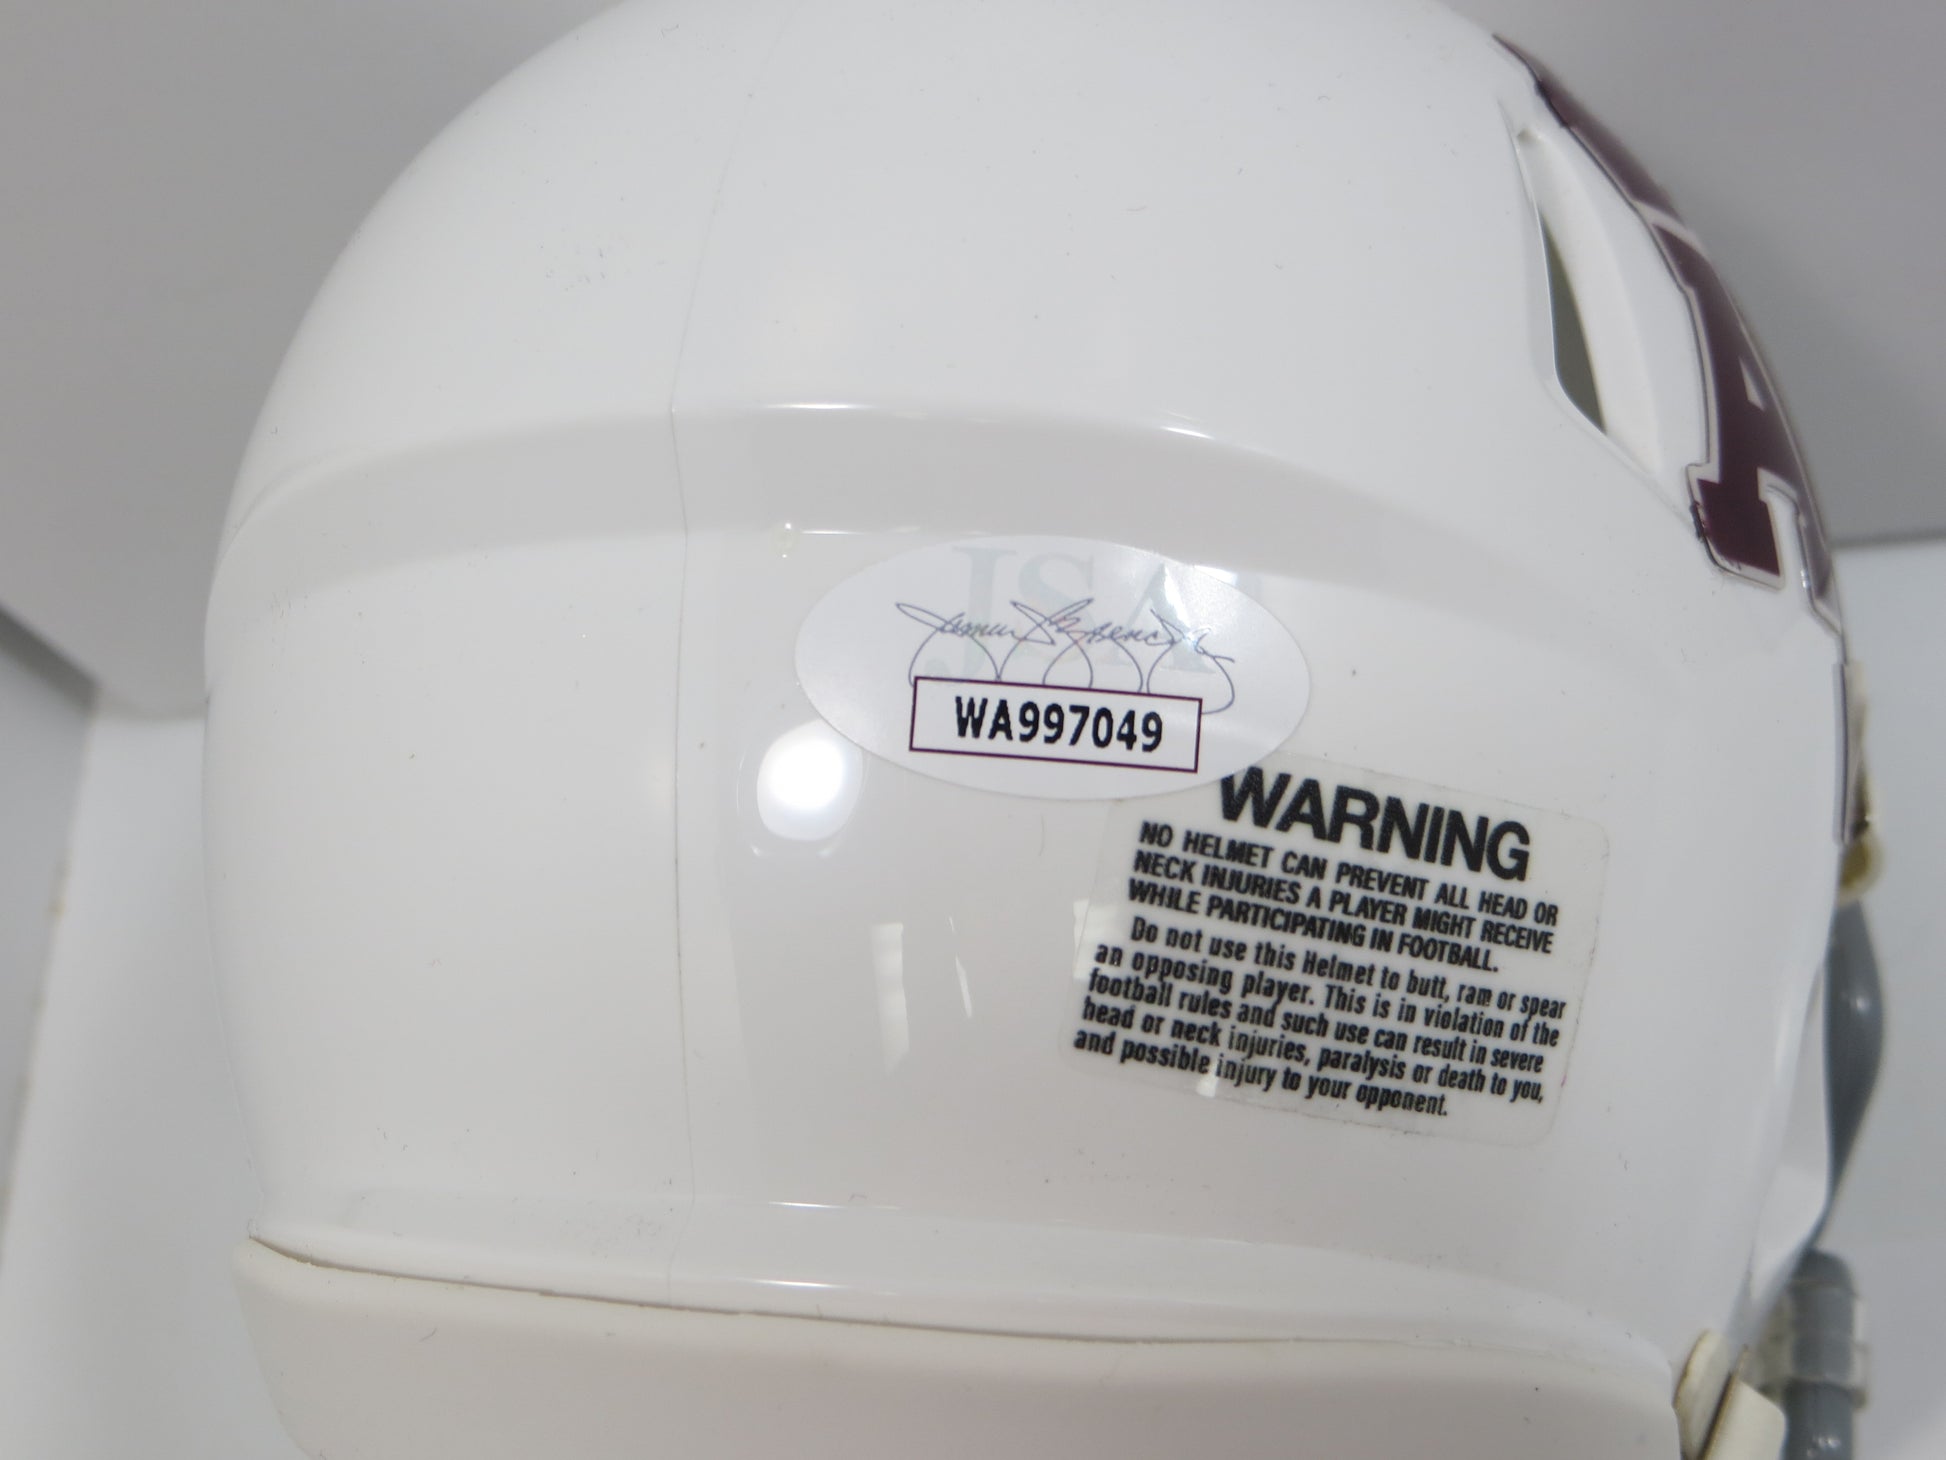 JSA
James Spence
WA997049
WARNING
NO HELMET CAN PREVENT ALL HEAD OR
NECK INJURIES A PLAYER MIGHT RECEIVE
WHILE PARTICIPATING IN FOOTBALL.
Do not use this Helmet to butt, ram or spear
an opposing player. This is in violation of the
football rules and such use can result in severe
head or neck injuries, paralysis or death to you,
and possible injury to your opponent.